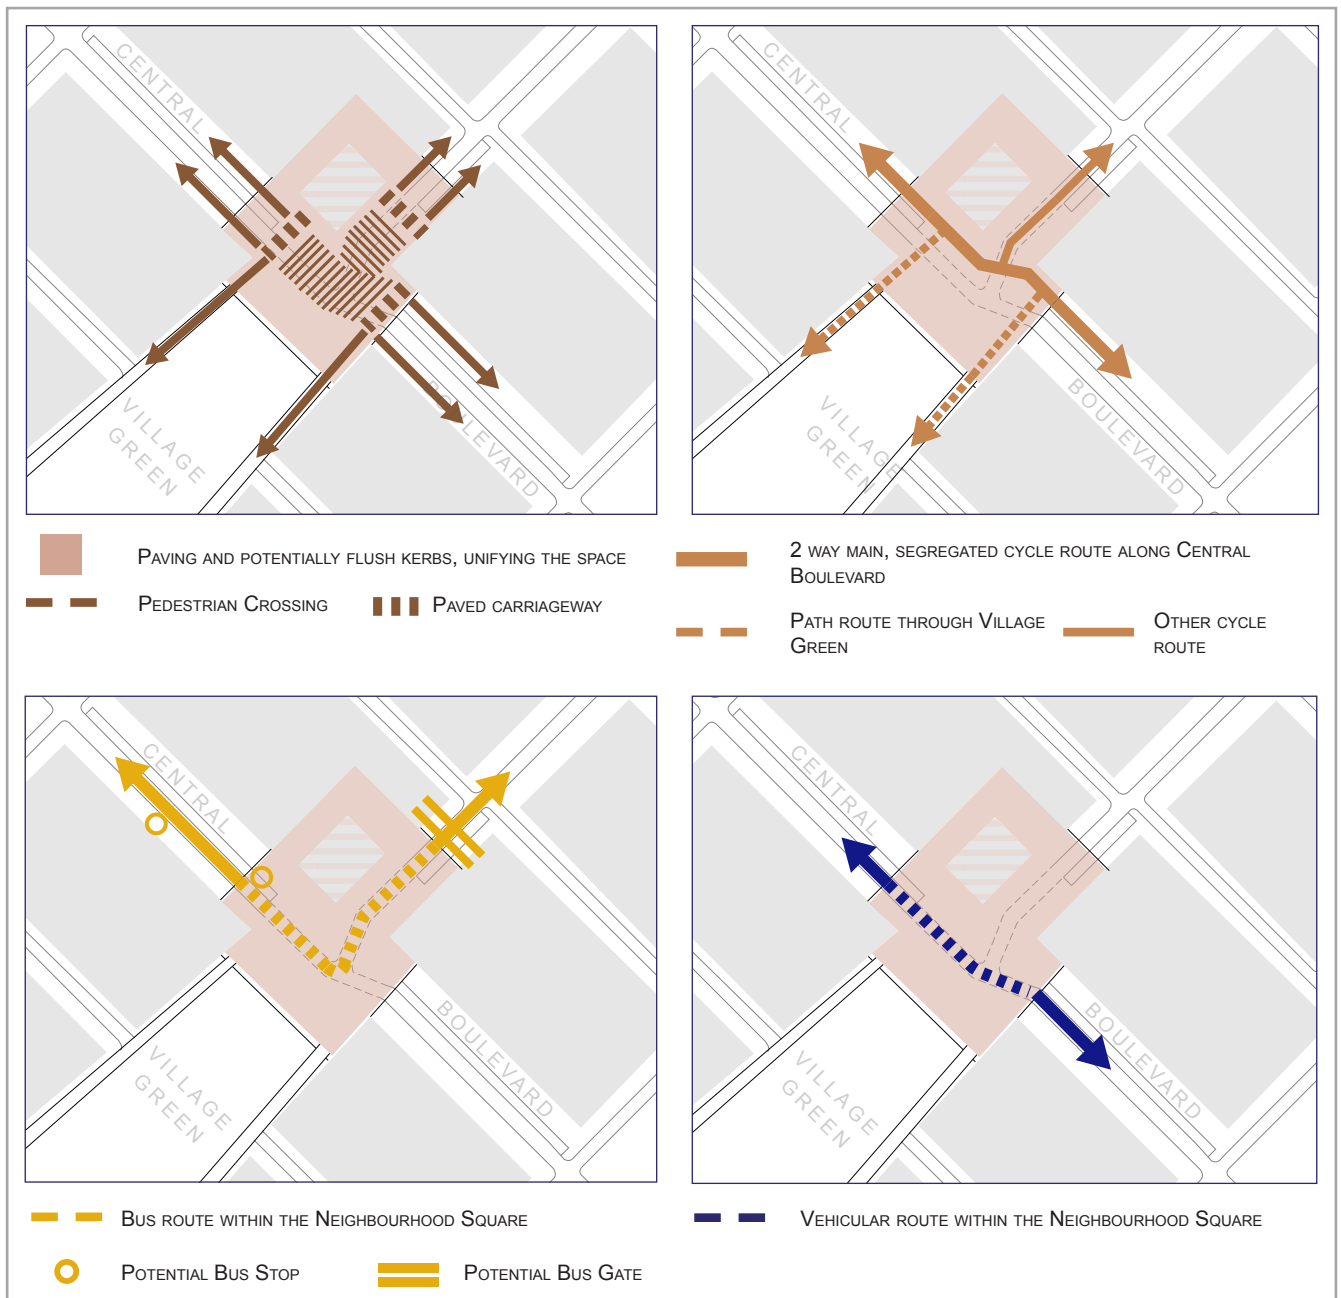 CENTRAL
BOULEVARD
VILLAGE
GREEN
CENTRAL
BOULEVARD
VILLAGE
GREEN
Paving and potentially flush kerbs, unifying the space
Pedestrian Crossing
Paved carriageway
2 way main, segregated cycle route along Central
Boulevard
Path route through Village
Green
Other cycle
route
CENTRAL
BOULEVARD
VILLAGE
GREEN
CENTRAL
BOULEVARD
VILLAGE
GREEN
Bus route within the Neighbourhood Square
Potential Bus Stop
Potential Bus Gate
Vehicular route within the Neighbourhood Square